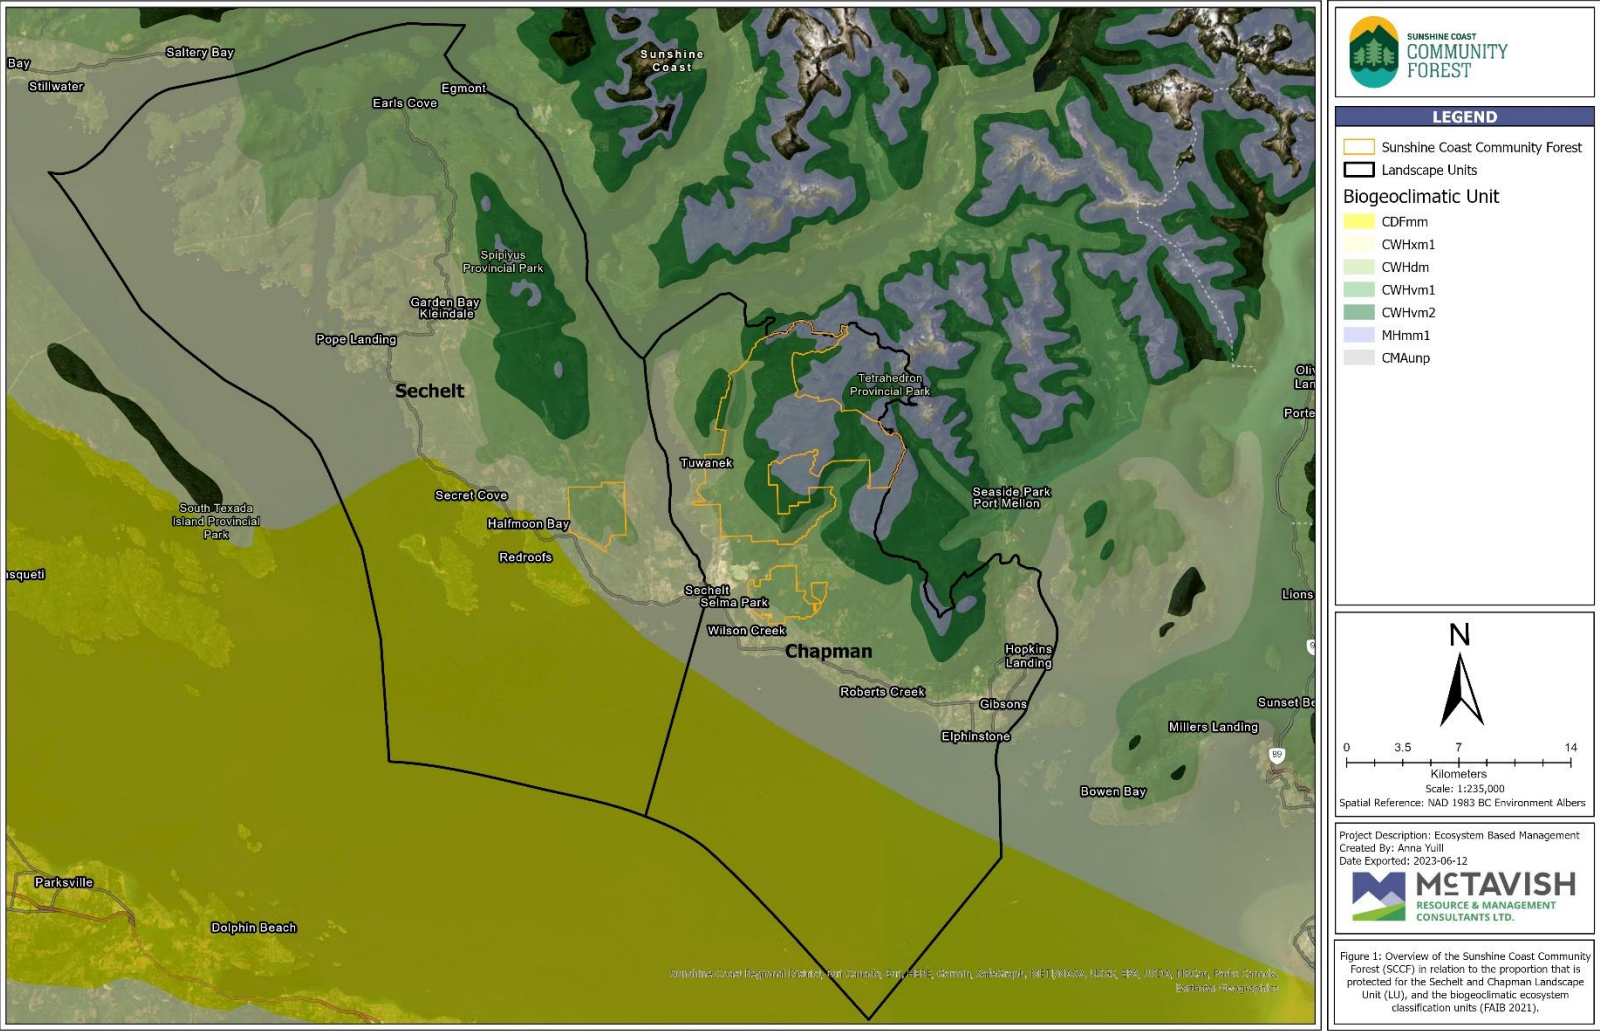 Sunshine
Coast
Saltery Bay
Bay
Stillwater
Egmont
Earls Cove
Spipiyus
Provincial Park
Garden Bay
Kleindale
Pope Landing
Sechelt
Tetrahedron
Provincial Park
Tuwanek
Secret Cove
Halfmoon Bay
Redroofs
South Texada
Island Provincial
Park
asqueti
Seaside Park
Port Mellon
Sechelt
Selma Park
Wilson Creek
Chapman
Hopkins
Landing
Roberts Creek
Gibsons
Elphinstone
Oliv
Lan
Porte
Lions
Sunset Be
Millers Landing
99
Bowen Bay
Parksville
Dolphin Beach
SUNSHINE COAST
COMMUNITY
FOREST
LEGEND
Sunshine Coast Community Forest
Landscape Units
Biogeoclimatic Unit
CDFmm
CWHxm1
CWHdm
CWHvm1
CWHvm2
MHmm1
CMAunp
N
0 3.5 7 14
Kilometers
Scale: 1:235,000
Spatial Reference: NAD 1983 BC Environment Albers
Project Description: Ecosystem Based Management
Created By: Anna Yuill
Date Exported: 2023-06-12
McTAVISH
RESOURCE & MANAGEMENT
CONSULTANTS LTD.
Figure 1: Overview of the Sunshine Coast Community
Forest (SCCF) in relation to the proportion that is
protected for the Sechelt and Chapman Landscape
Unit (LU), and the biogeoclimatic ecosystem
classification units (FAIB 2021).